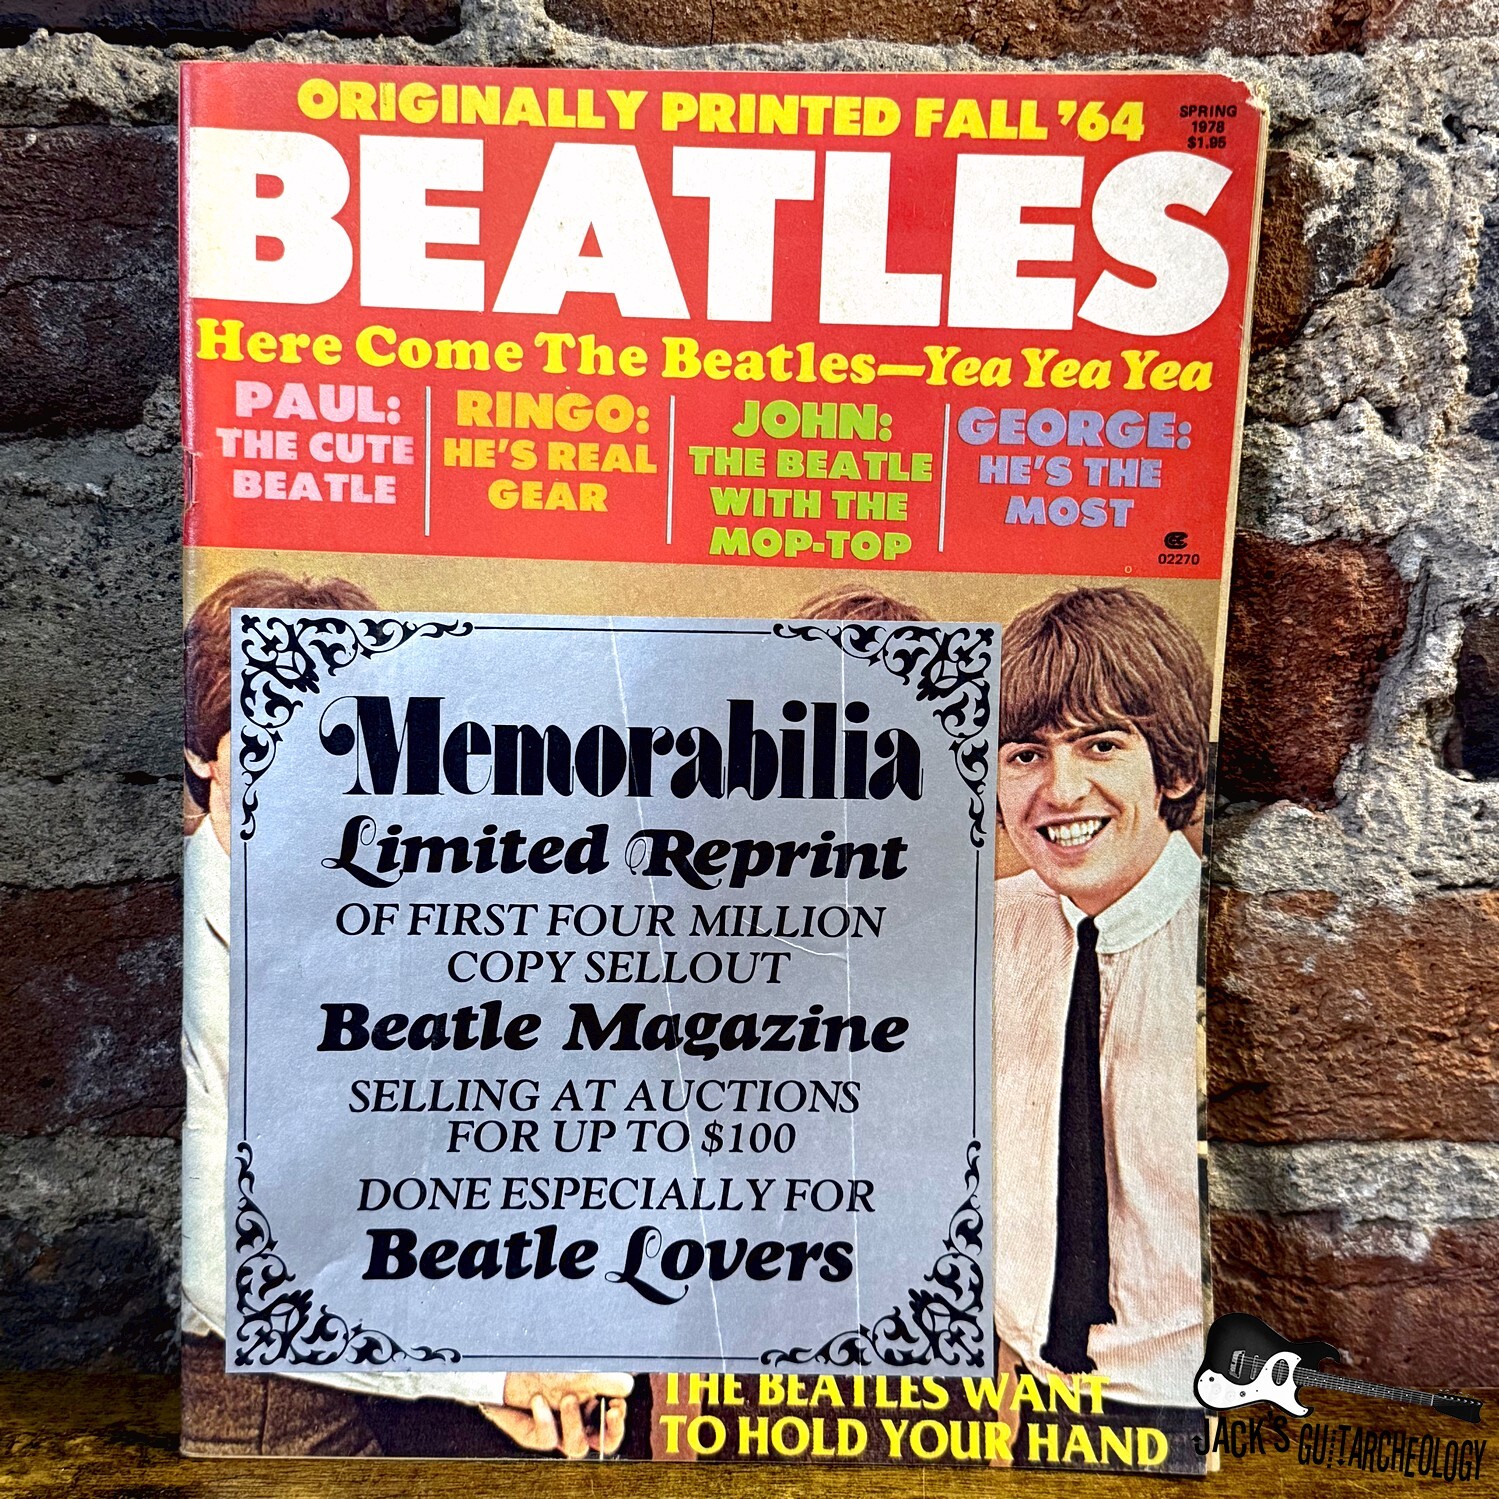 ORIGINALLY PRINTED FALL '64
SPRING
1978
$1.95
BEATLES
Here Come The Beatles—Yea Yea Yea
PAUL:
THE CUTE
BEATLE
RINGO:
HE'S REAL
GEAR
JOHN:
THE BEATLE
WITH THE
MOP-TOP
GEORGE:
HE'S THE
MOST
02270
Memorabilia
Limited Reprint
OF FIRST FOUR MILLION
COPY SELLOUT
Beatle Magazine
SELLING AT AUCTIONS
FOR UP TO $100
DONE ESPECIALLY FOR
Beatle Lovers
THE BEATLES WANT
TO HOLD YOUR HAND
JACK'S GUITARCHEOLOGY